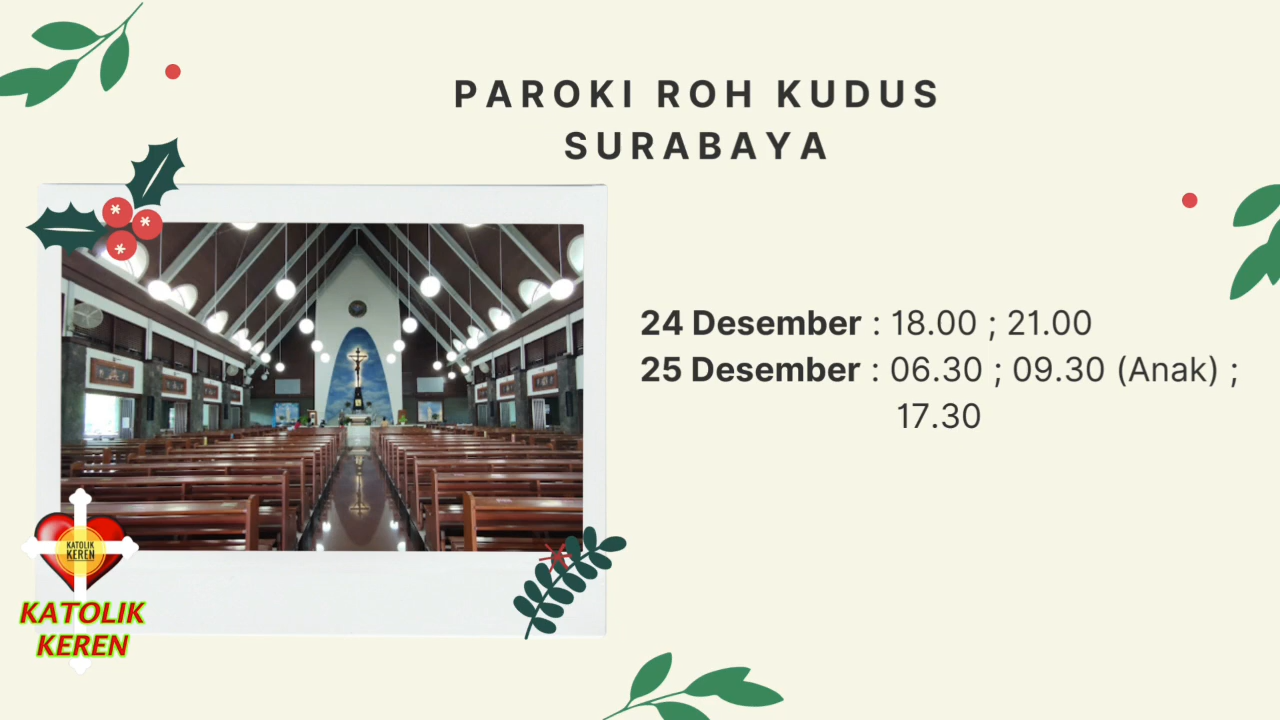 PAROKI ROH KUDUS
SURABAYA
24 Desember : 18.00 ; 21.00
25 Desember : 06.30 ; 09.30 (Anak) ;
17.30
KATOLIK
KEREN
KATOLIK
KEREN